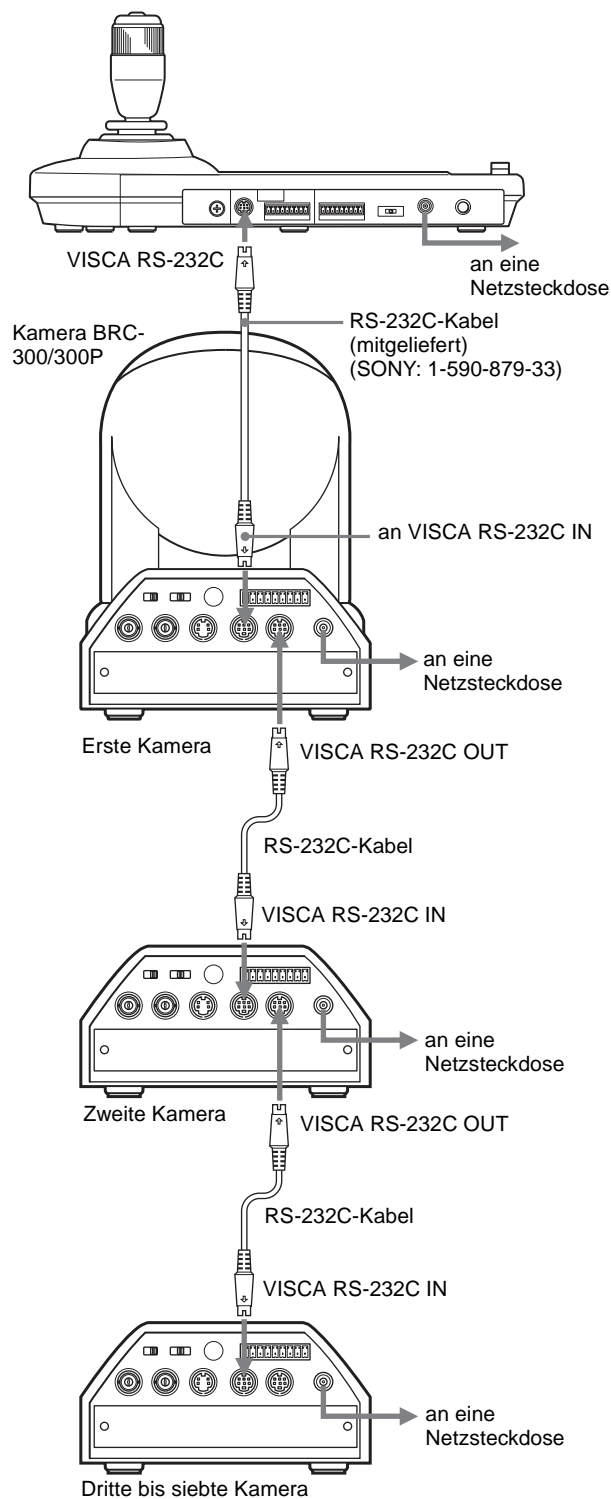 VISCA RS-232C
an eine
Netzsteckdose
Kamera BRC-
300/300P
RS-232C-Kabel
(mitgeliefert)
(SONY: 1-590-879-33)
an VISCA RS-232C IN
an eine
Netzsteckdose
Erste Kamera
VISCA RS-232C OUT
RS-232C-Kabel
VISCA RS-232C IN
an eine
Netzsteckdose
Zweite Kamera
VISCA RS-232C OUT
RS-232C-Kabel
VISCA RS-232C IN
an eine
Netzsteckdose
Dritte bis siebte Kamera